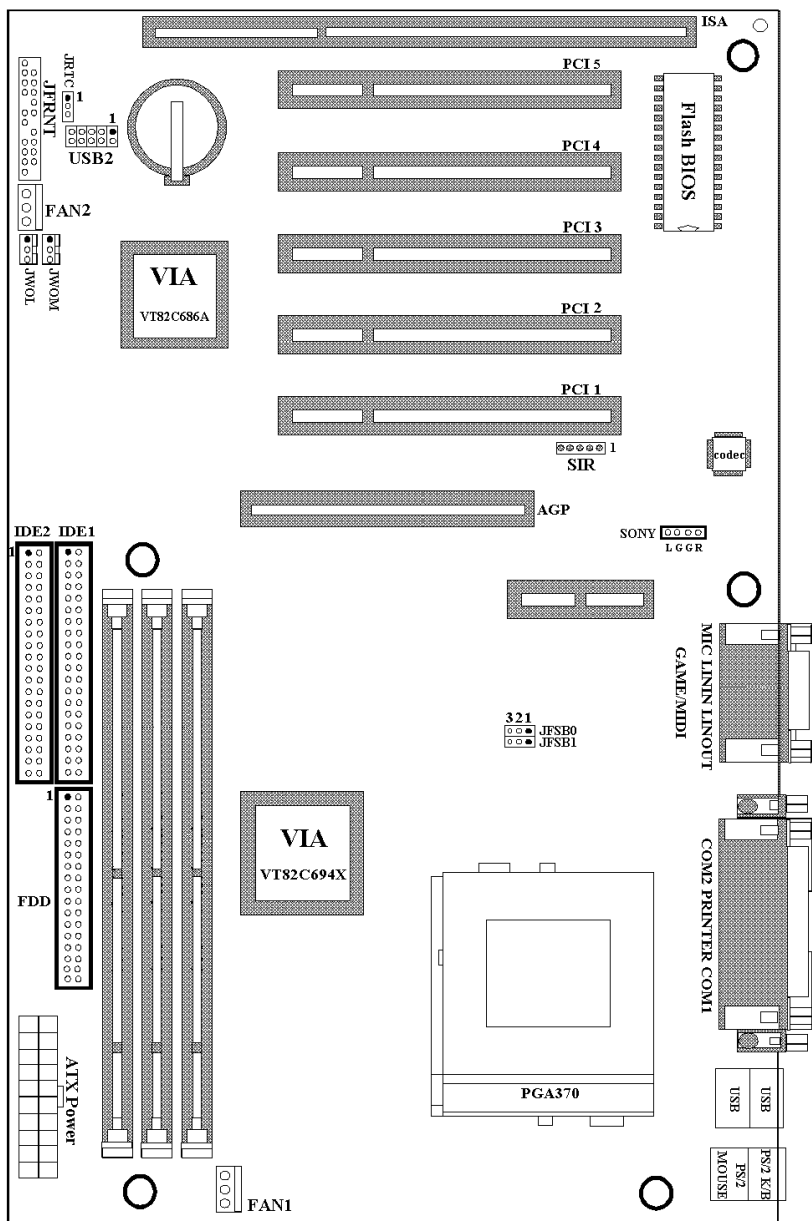 ISA
PCI 5
JRTC
1
JFRNT
1
USB2
Flash BIOS
PCI 4
FAN2
JWOL
JWOM
PCI 3
VIA
VT82C686A
PCI 2
PCI 1
SIR
1
codec
AGP
SONY
L G G R
IDE2
IDE1
1
MIC LININ LINOUT
GAME/MIDI
321
JFSB0
JFSB1
1
FDD
VIA
VT82C694X
COM2 PRINTER COM1
ATX Power
PGA370
USB
USB
PS/2 K/B
PS/2
MOUSE
FAN1